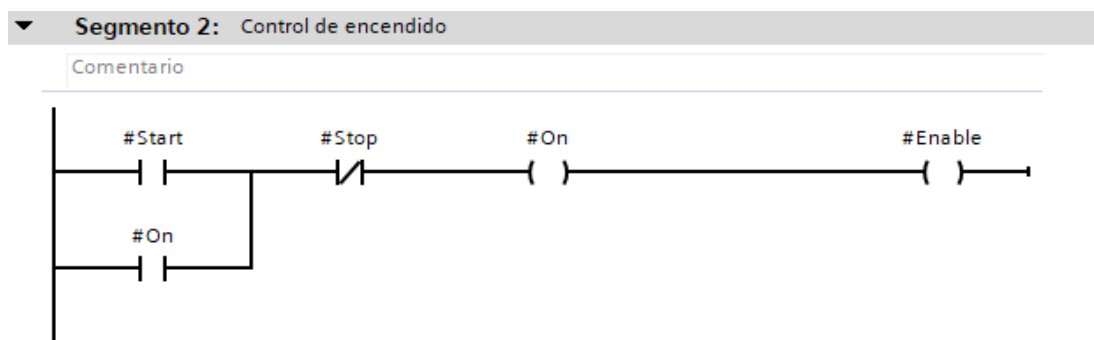 Segmento 2: Control de encendido
Comentario
#Start #Stop #On #Enable
#On